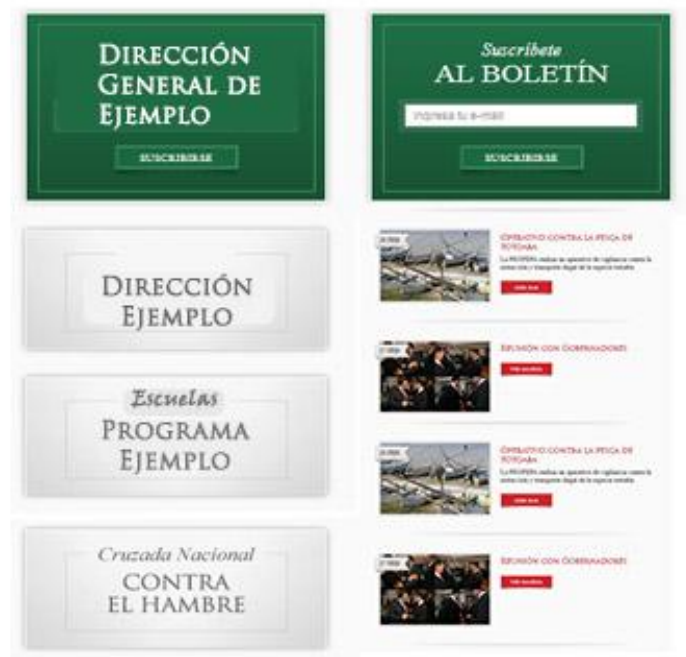 DIRECCIÓN
GENERAL DE
EJEMPLO
SUSCRIBIRSE
DIRECCIÓN
EJEMPLO
Escuelas
PROGRAMA
EJEMPLO
Cruzada Nacional
CONTRA
EL HAMBRE
Suscríbete
AL BOLETÍN
Ingresa tu e-mail
SUSCRIBIRSE
OPERATIVO CONTRA LA PESCA DE
TOTOABA
REUNIÓN CON GOBERNADORES
OPERATIVO CONTRA LA PESCA DE
TOTOABA
REUNIÓN CON GOBERNADORES